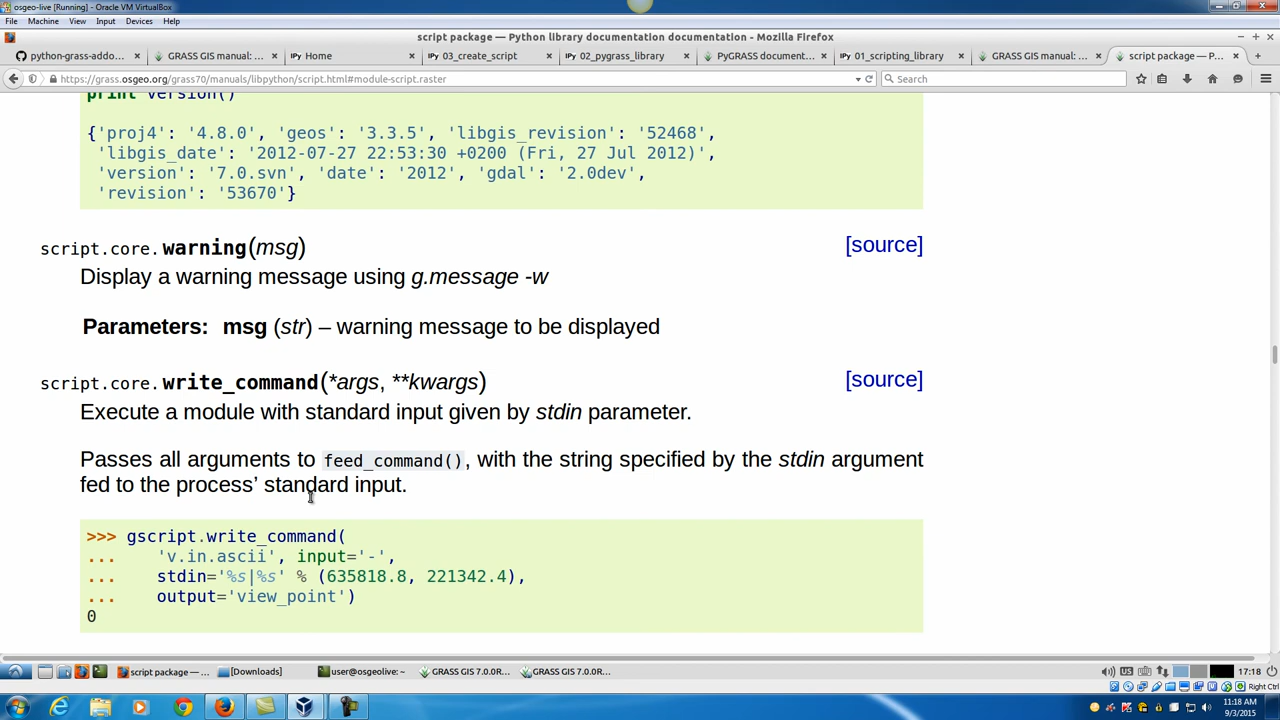 osgeo-live [Running] - Oracle VM VirtualBox
File Machine View Input Devices Help
script package — Python library documentation documentation - Mozilla Firefox
python-grass-addo...
GRASS GIS manual: ...
Home
03_create_script
02_pygrass_library
PyGRASS document...
01_scripting_library
GRASS GIS manual: ...
script package — P...
https://grass.osgeo.org/grass70/manuals/libpython/script.html#module-script.raster
Search
print version()
{'proj4': '4.8.0', 'geos': '3.3.5', 'libgis_revision': '52468',
'libgis_date': '2012-07-27 22:53:30 +0200 (Fri, 27 Jul 2012)',
'version': '7.0.svn', 'date': '2012', 'gdal': '2.0dev',
'revision': '53670'}
script.core.warning(msg) [source]
Display a warning message using g.message -w
Parameters: msg (str) – warning message to be displayed
script.core.write_command(*args, **kwargs) [source]
Execute a module with standard input given by stdin parameter.
Passes all arguments to feed_command(), with the string specified by the stdin argument
fed to the process’ standard input.
>>> gscript.write_command(
... 'v.in.ascii', input='-',
... stdin='%s|%s' % (635818.8, 221342.4),
... output='view_point')
0
script package — ...
[Downloads]
user@osgeolive: ~
GRASS GIS 7.0.0R...
GRASS GIS 7.0.0R...
US
17:18
Right Ctrl
11:18 AM
9/3/2015